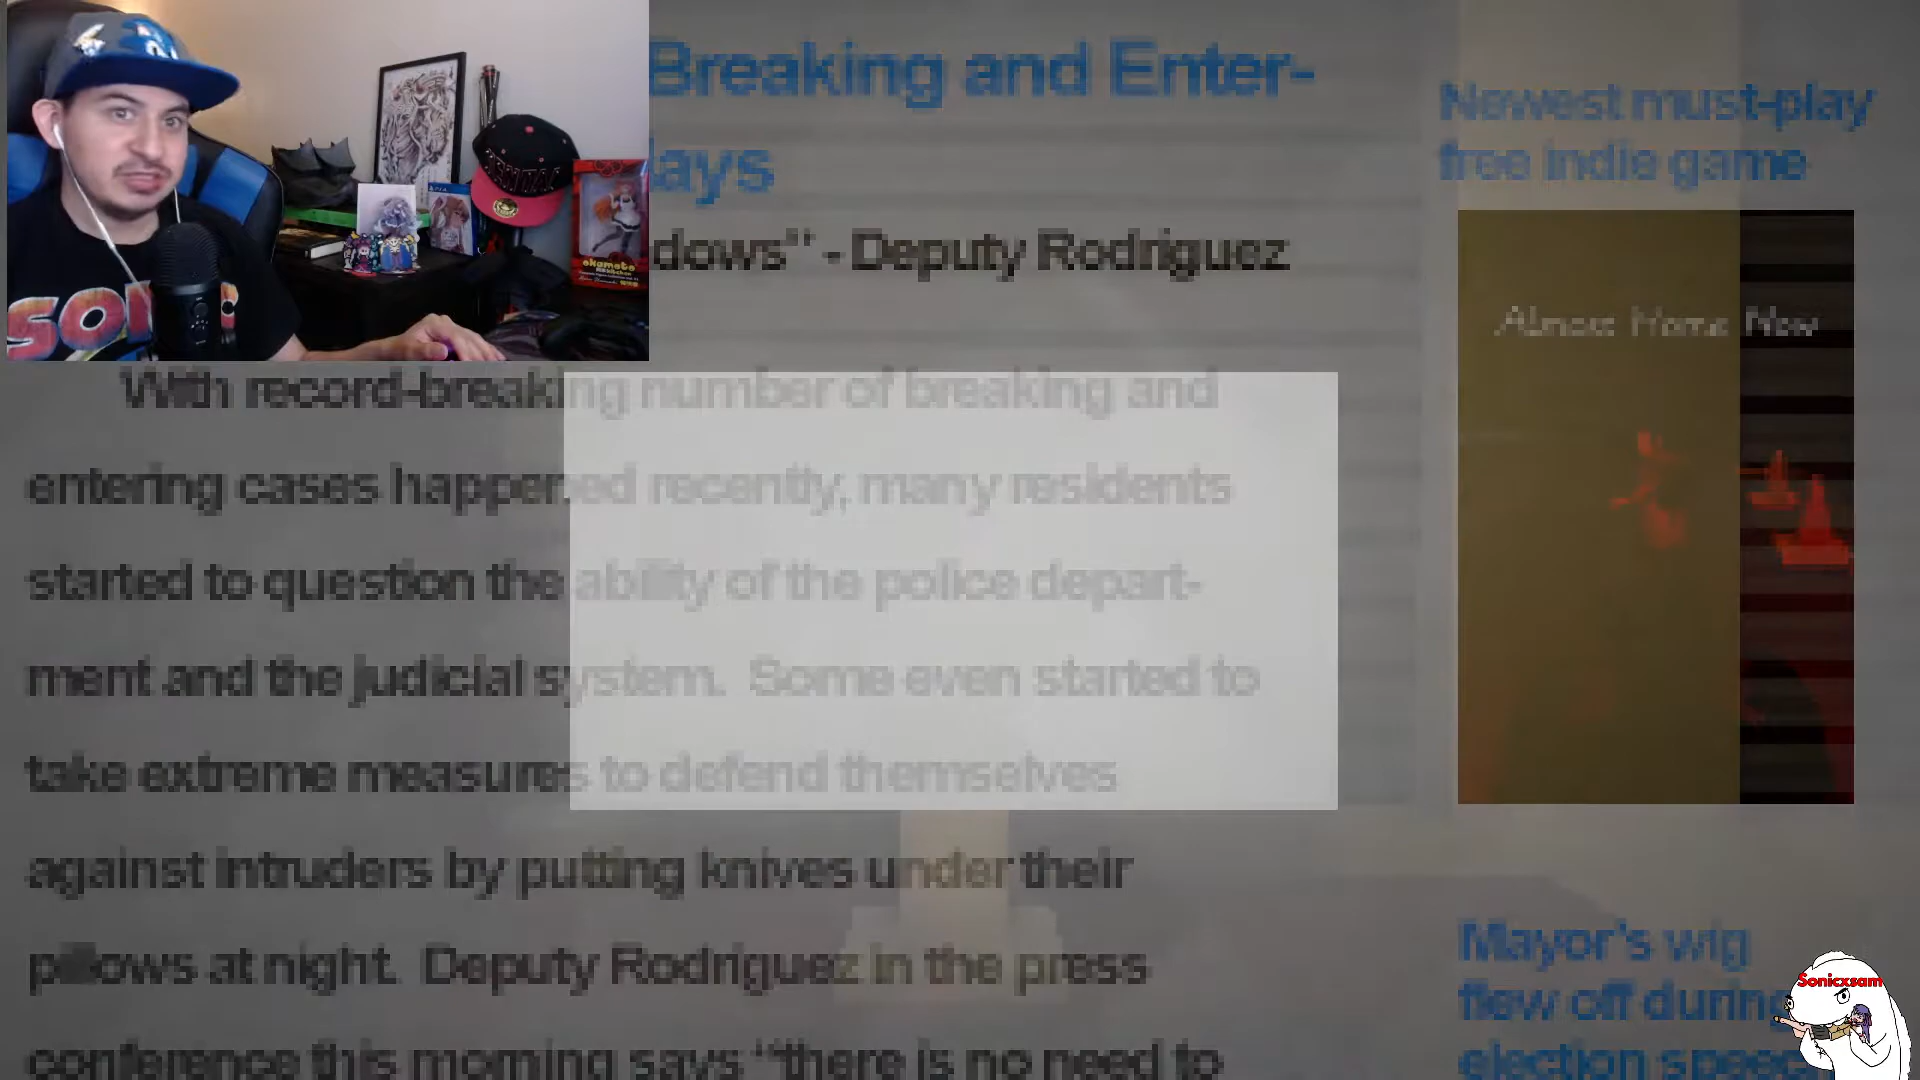 Breaking and Enter-
lays
dows" - Deputy Rodriguez
With record-breaking number of breaking and
entering cases happened recently, many residents
started to question the ability of the police depart-
ment and the judicial system. Some even started to
take extreme measures to defend themselves
against intruders by putting knives under their
pillows at night. Deputy Rodriguez in the press
conference this morning says "there is no need to
Newest must-play
free indie game
Almost Home Now
Mayor's wig
flew off during
election speech
Sonicxsam
SONIC
okamoto